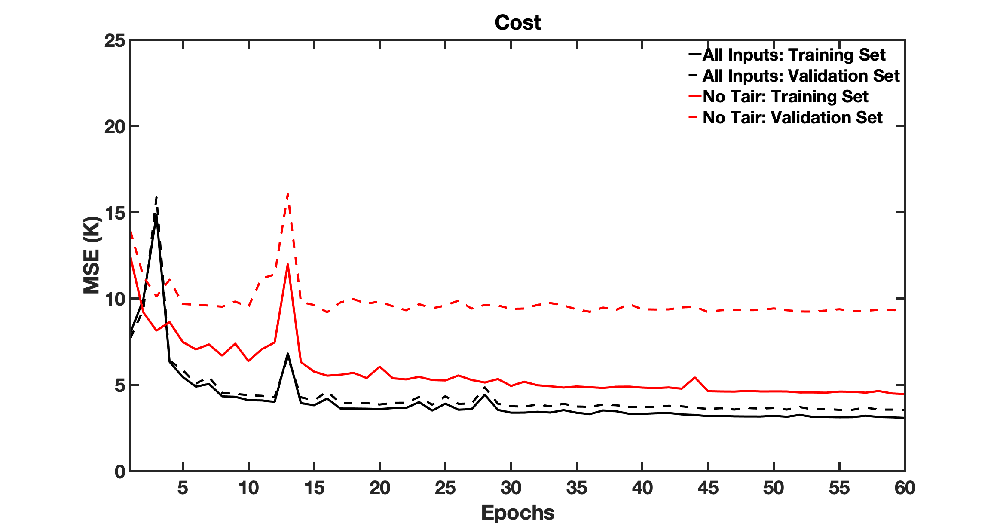 Cost
25
20
15
10
5
0
MSE (K)
All Inputs: Training Set
All Inputs: Validation Set
No Tair: Training Set
No Tair: Validation Set
5 10 15 20 25 30 35 40 45 50 55 60
Epochs